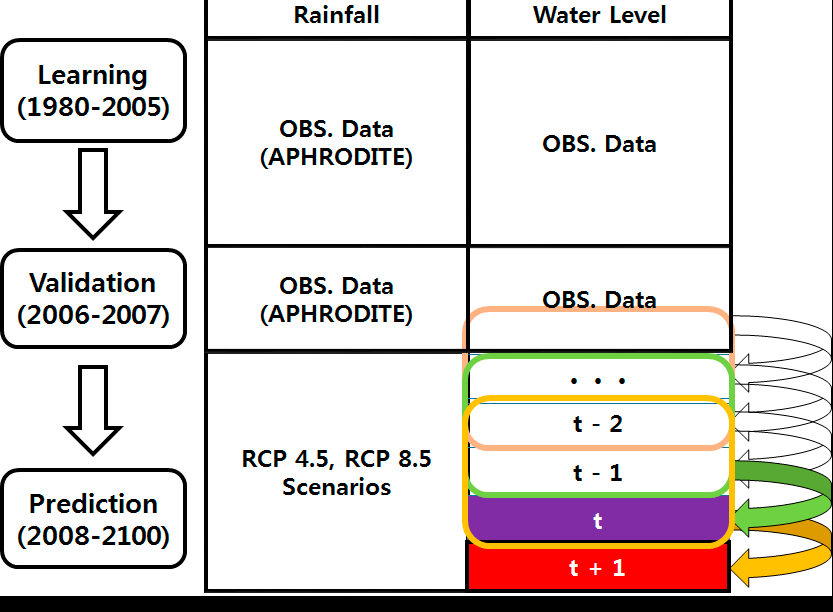 Rainfall
Water Level
Learning
(1980-2005)
OBS. Data
(APHRODITE)
OBS. Data
Validation
(2006-2007)
OBS. Data
(APHRODITE)
OBS. Data
Prediction
(2008-2100)
RCP 4.5, RCP 8.5
Scenarios
. . .
t - 2
t - 1
t
t + 1